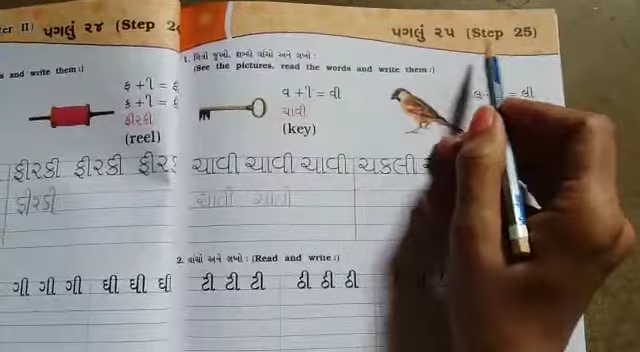 પગલું ૨૪ (Step 2
and write them:)
ફ + ી =
ક + ી =
ફીરકી
(reel)
ફીરકી ફીરકી
ફીરકી
ગી ગી ગી ઘી ઘી ઘી
પગલું ૨૫ (Step 25)
1. ચિત્રો જુઓ, શબ્દો વાંચો અને લખો :
(See the pictures, read the words and write them:)
વ + ી = વી
ચાવી
(key)
લ = લી
ચાવી ચાવી ચાવી ચકલી
ચાવી ચાવી
2. વાંચો અને લખો : (Read and write:)
ટી ટી ટી ઠી ઠી ઠી